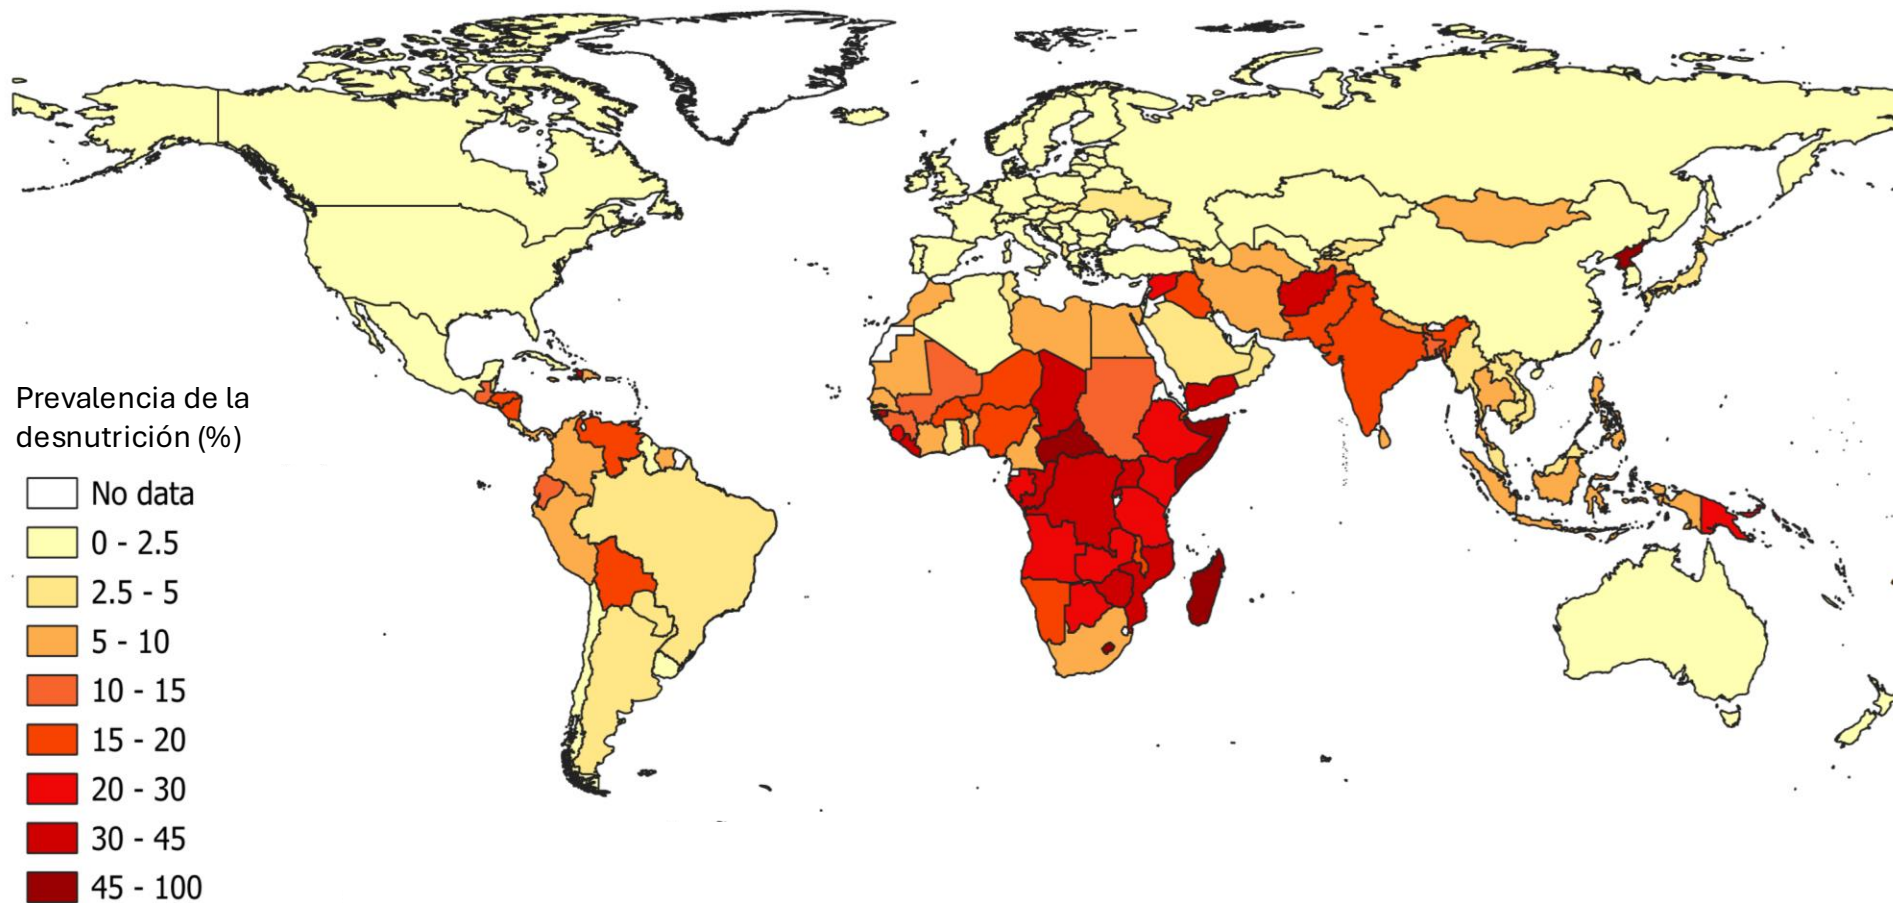 Prevalencia de la
desnutrición (%)
No data
0 - 2.5
2.5 - 5
5 - 10
10 - 15
15 - 20
20 - 30
30 - 45
45 - 100